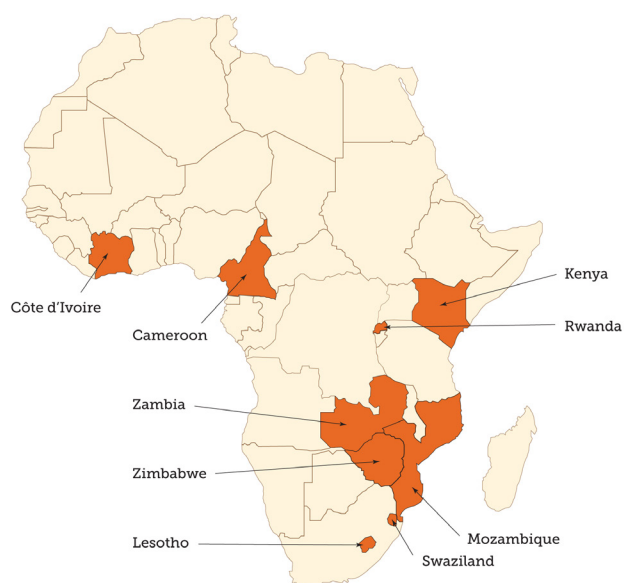 Kenya
Côte d’Ivoire
Rwanda
Cameroon
Zambia
Zimbabwe
Mozambique
Lesotho
Swaziland